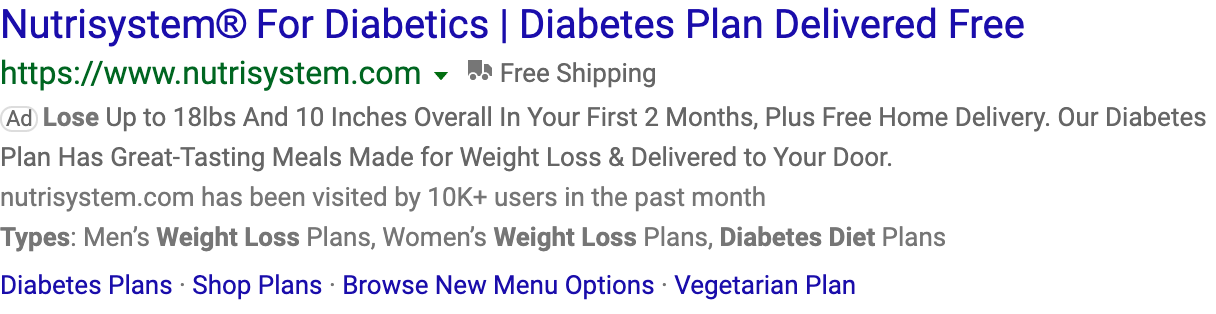 Nutrisystem® For Diabetics | Diabetes Plan Delivered Free
https://www.nutrisystem.com Free Shipping
Ad Lose Up to 18lbs And 10 Inches Overall In Your First 2 Months, Plus Free Home Delivery. Our Diabetes
Plan Has Great-Tasting Meals Made for Weight Loss & Delivered to Your Door.
nutrisystem.com has been visited by 10K+ users in the past month
Types: Men’s Weight Loss Plans, Women’s Weight Loss Plans, Diabetes Diet Plans
Diabetes Plans · Shop Plans · Browse New Menu Options · Vegetarian Plan